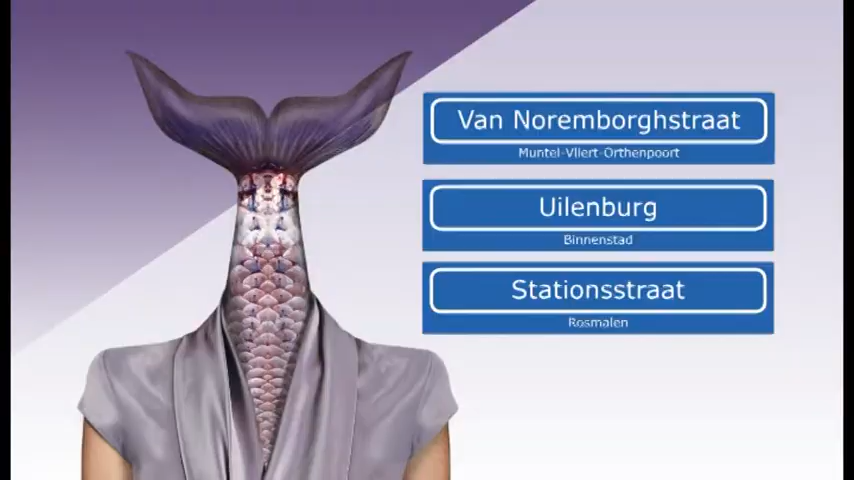 Van Noremborghstraat
Muntel-Vliert-Orthenpoort
Uilenburg
Binnenstad
Stationsstraat
Rosmalen